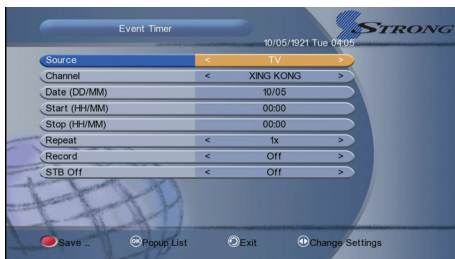 Event Timer
STRONG
10/05/1921 Tue 04:05
Source < TV >
Channel < XING KONG >
Date (DD/MM) 10/05
Start (HH/MM) 00:00
Stop (HH/MM) 00:00
Repeat < 1x >
Record < Off >
STB Off < Off >
Save ... OK Popup List Exit Change Settings